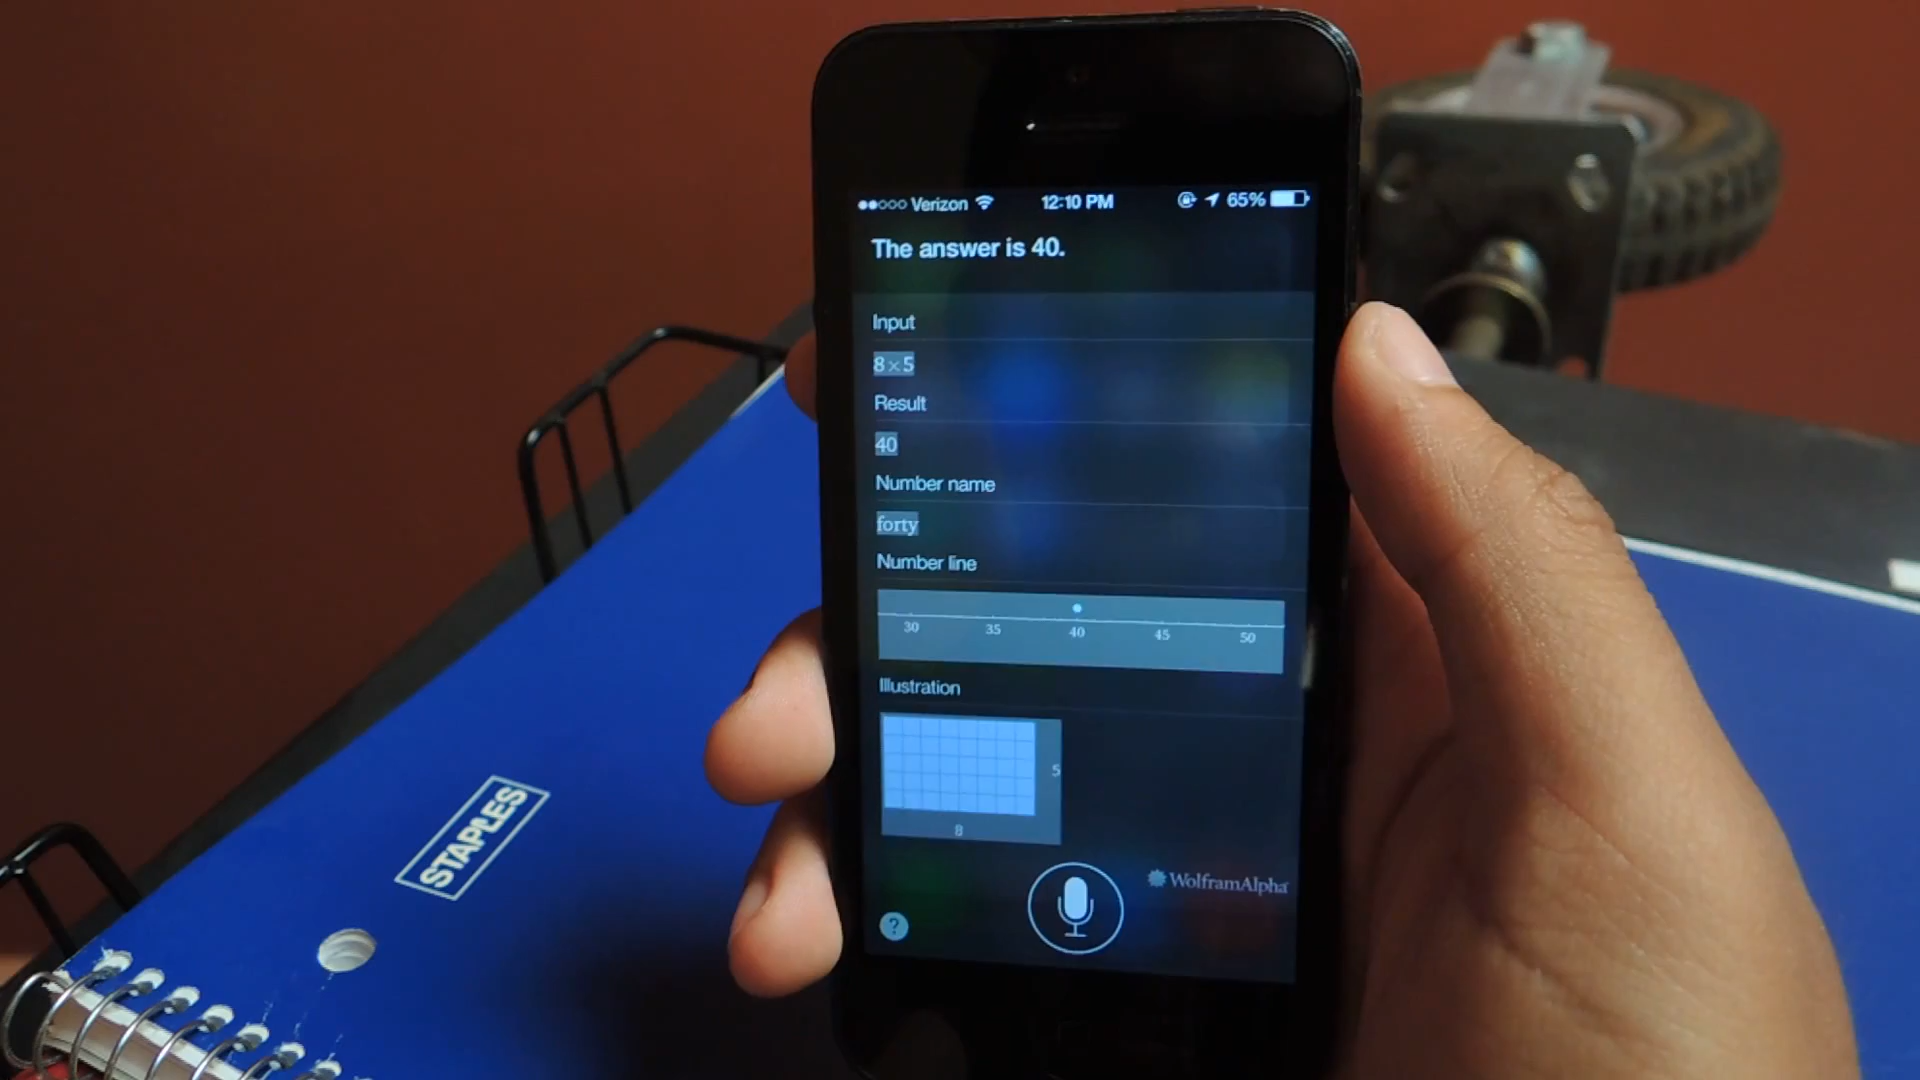 Verizon 12:10 PM 65%
The answer is 40.
Input
8×5
Result
40
Number name
forty
Number line
30 35 40 45 50
Illustration
5
8
WolframAlpha
?
STAPLES